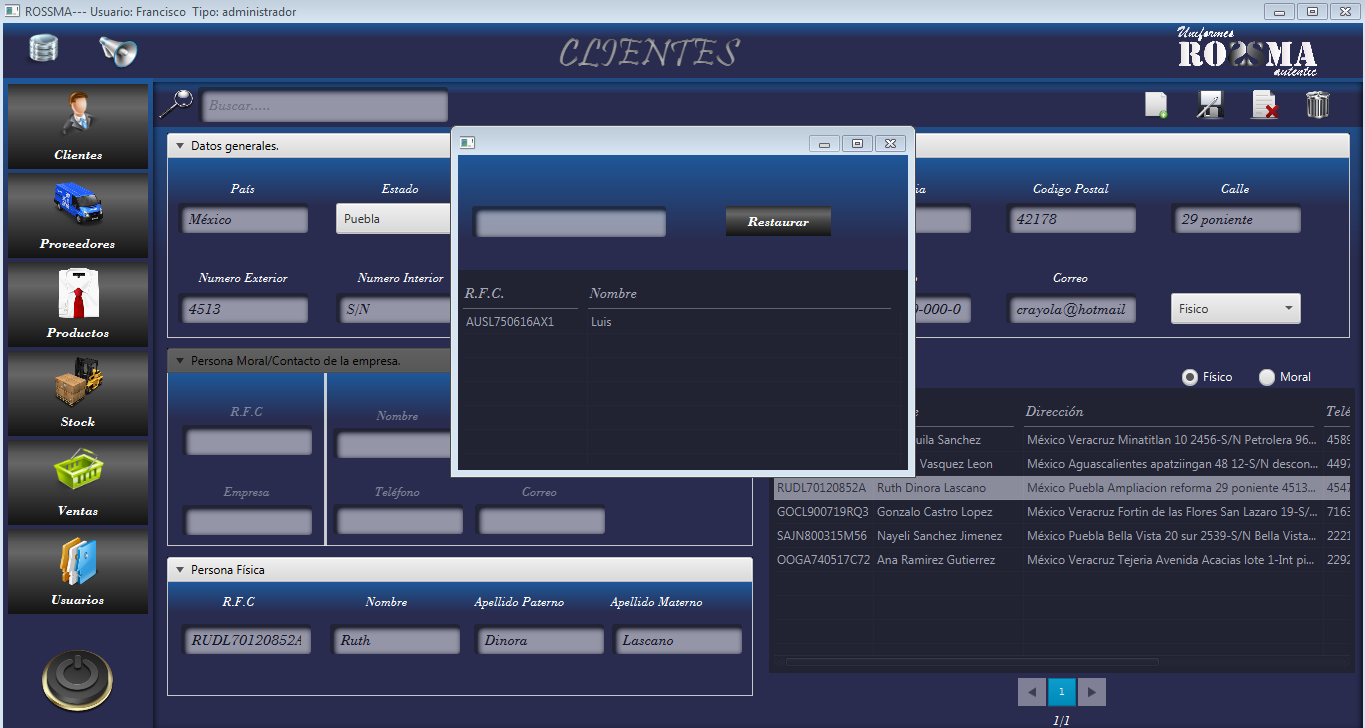 ROSSMA--- Usuario: Francisco Tipo: administrador
CLIENTES
Uniformes
ROSSMA
autentic
Clientes
Proveedores
Productos
Stock
Ventas
Usuarios
Buscar.....
Datos generales.
País
Estado
Codigo Postal
Calle
México
Puebla
42178
29 poniente
Numero Exterior
Numero Interior
Correo
4513
S/N
0-000-0
crayola@hotmail
Fisico
Restaurar
R.F.C.
Nombre
AUSL750616AX1
Luis
Persona Moral/Contacto de la empresa.
R.F.C
Nombre
Empresa
Teléfono
Correo
Persona Física
R.F.C
Nombre
Apellido Paterno
Apellido Materno
RUDL70120852A
Ruth
Dinora
Lascano
Físico
Moral
Dirección
Telé
uila Sanchez
México Veracruz Minatitlan 10 2456-S/N Petrolera 96...
4589
Vasquez Leon
México Aguascalientes apatziingan 48 12-S/N descon...
4497
RUDL70120852A
Ruth Dinora Lascano
México Puebla Ampliacion reforma 29 poniente 4513...
4547
GOCL900719RQ3
Gonzalo Castro Lopez
México Veracruz Fortin de las Flores San Lazaro 19-S/...
7163
SAJN800315M56
Nayeli Sanchez Jimenez
México Puebla Bella Vista 20 sur 2539-S/N Bella Vista...
2221
OOGA740517C72
Ana Ramirez Gutierrez
México Veracruz Tejeria Avenida Acacias lote 1-Int pi...
2292
1
1/1